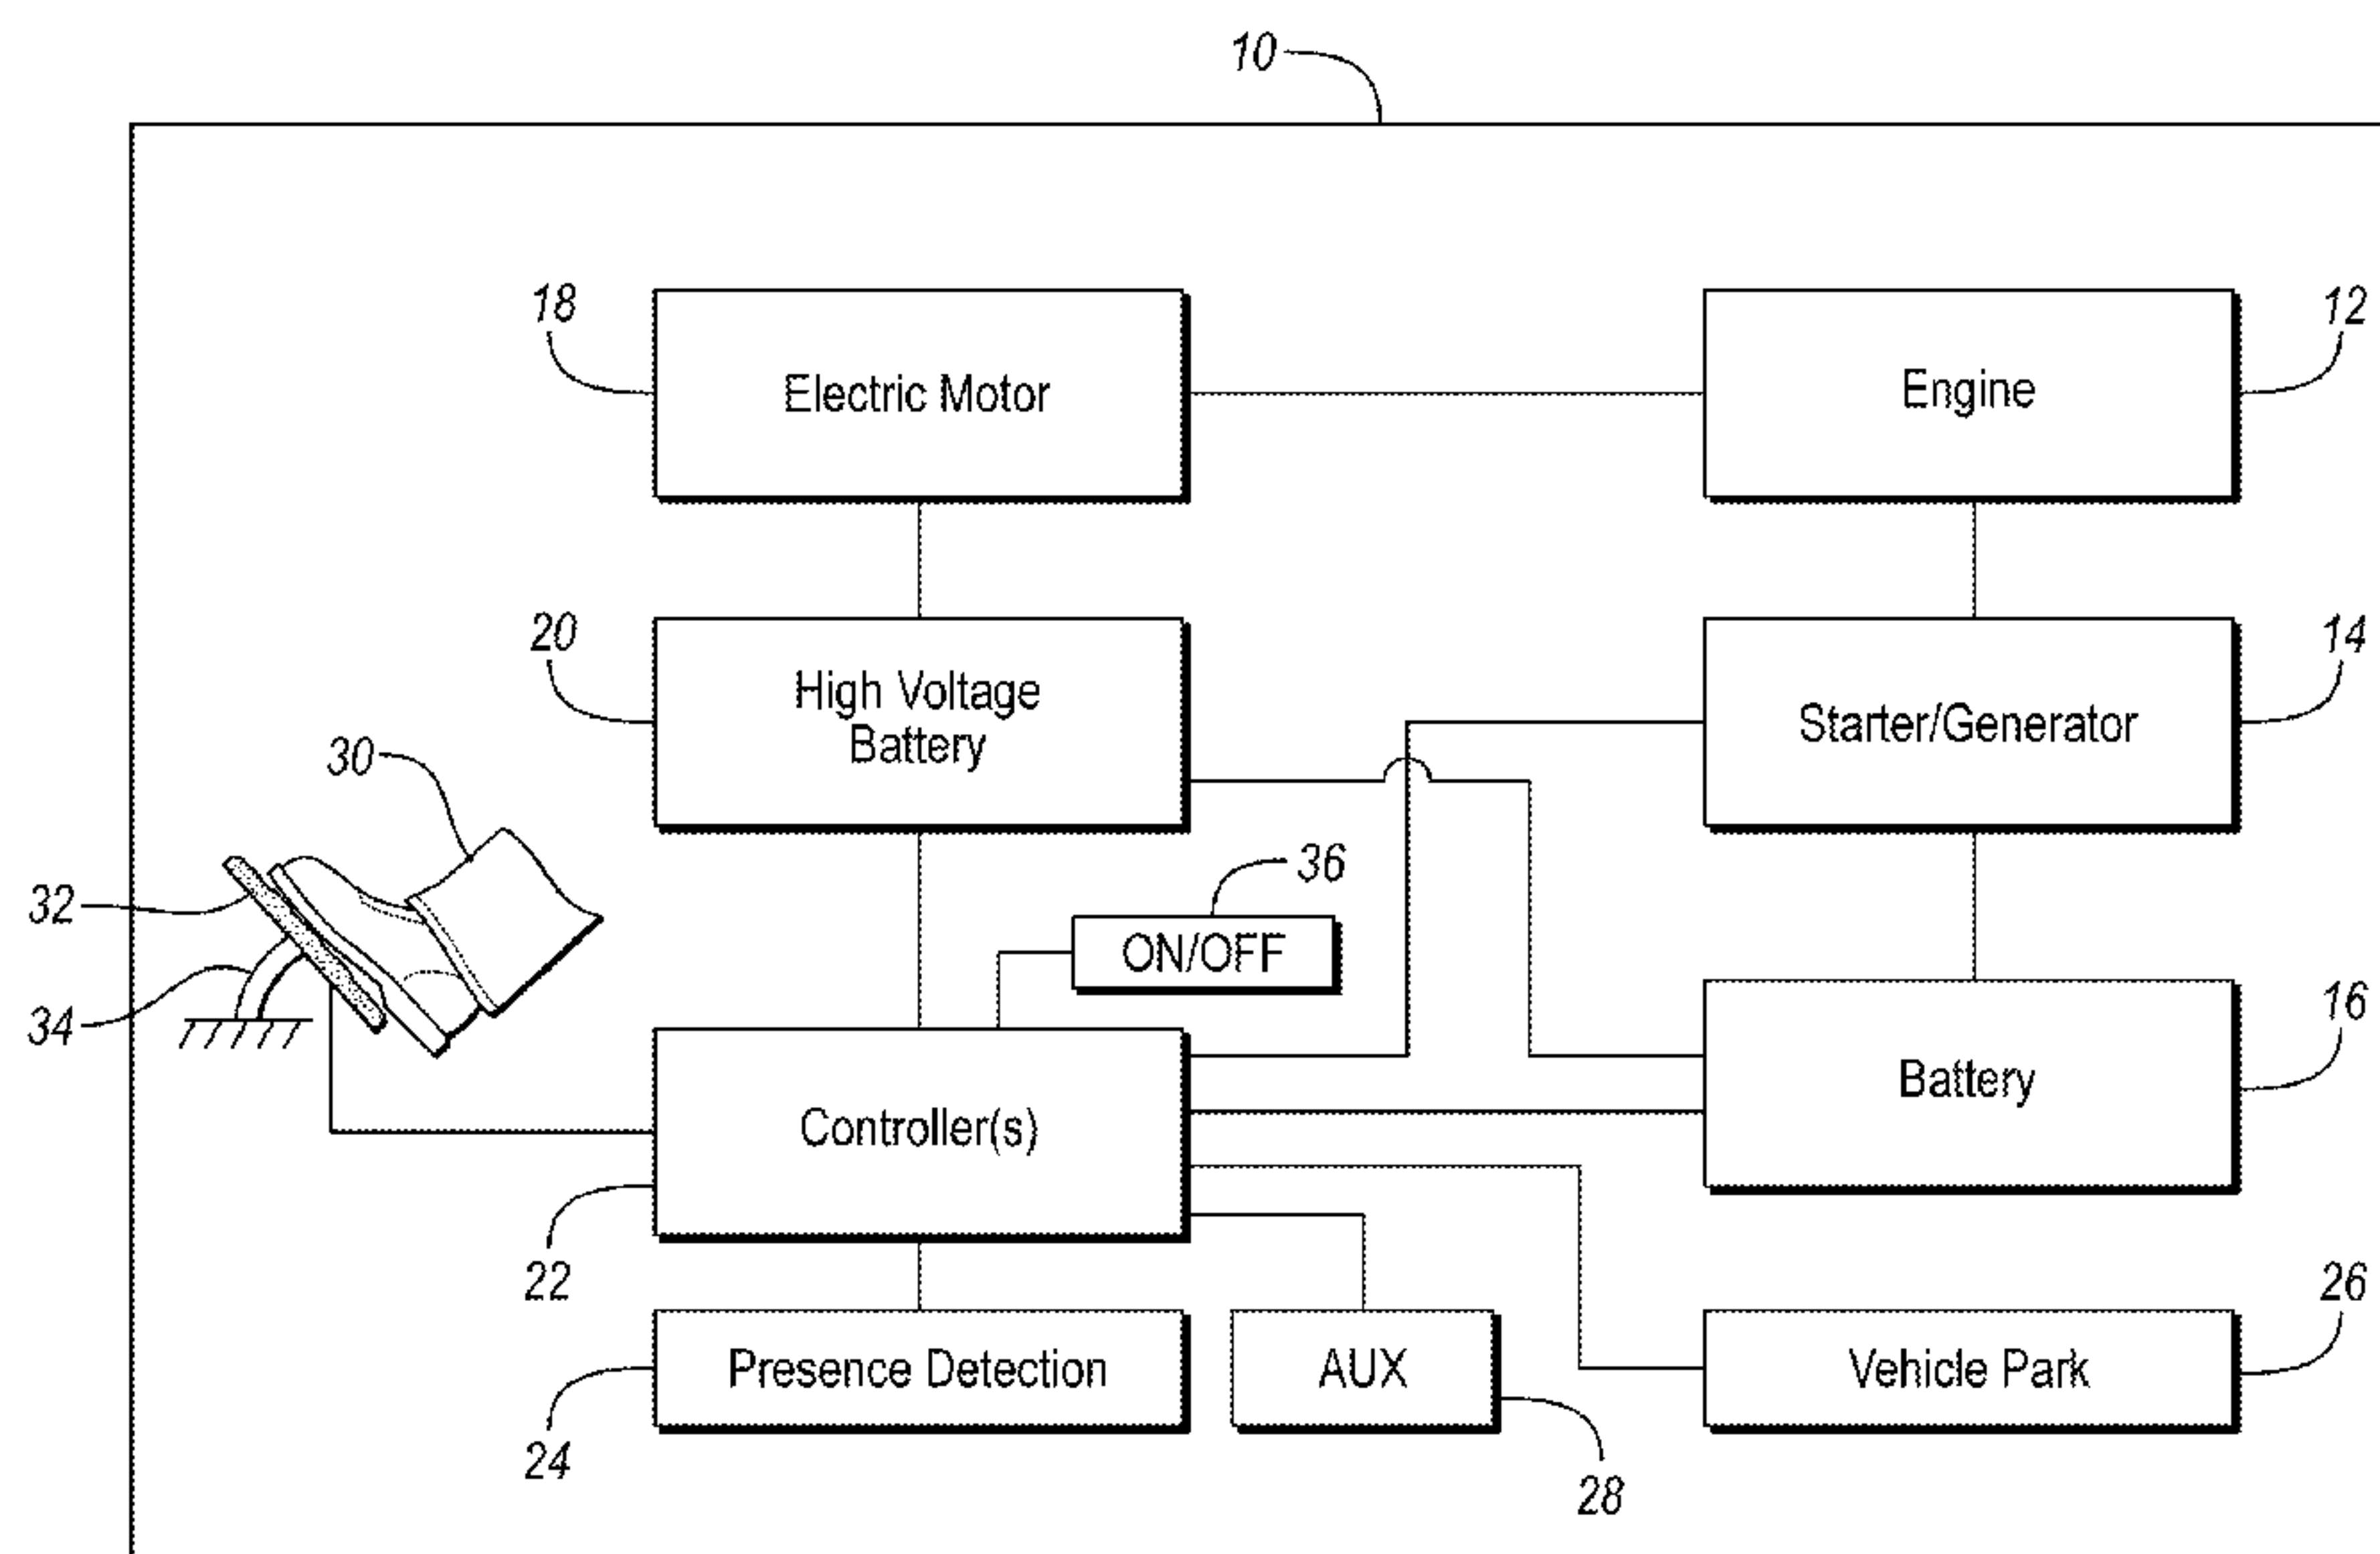 10
18
Electric Motor
Engine
12
20
High Voltage
Battery
Starter/Generator
14
30
32
34
36
ON/OFF
Controller(s)
22
Battery
16
Presence Detection
24
AUX
28
Vehicle Park
26